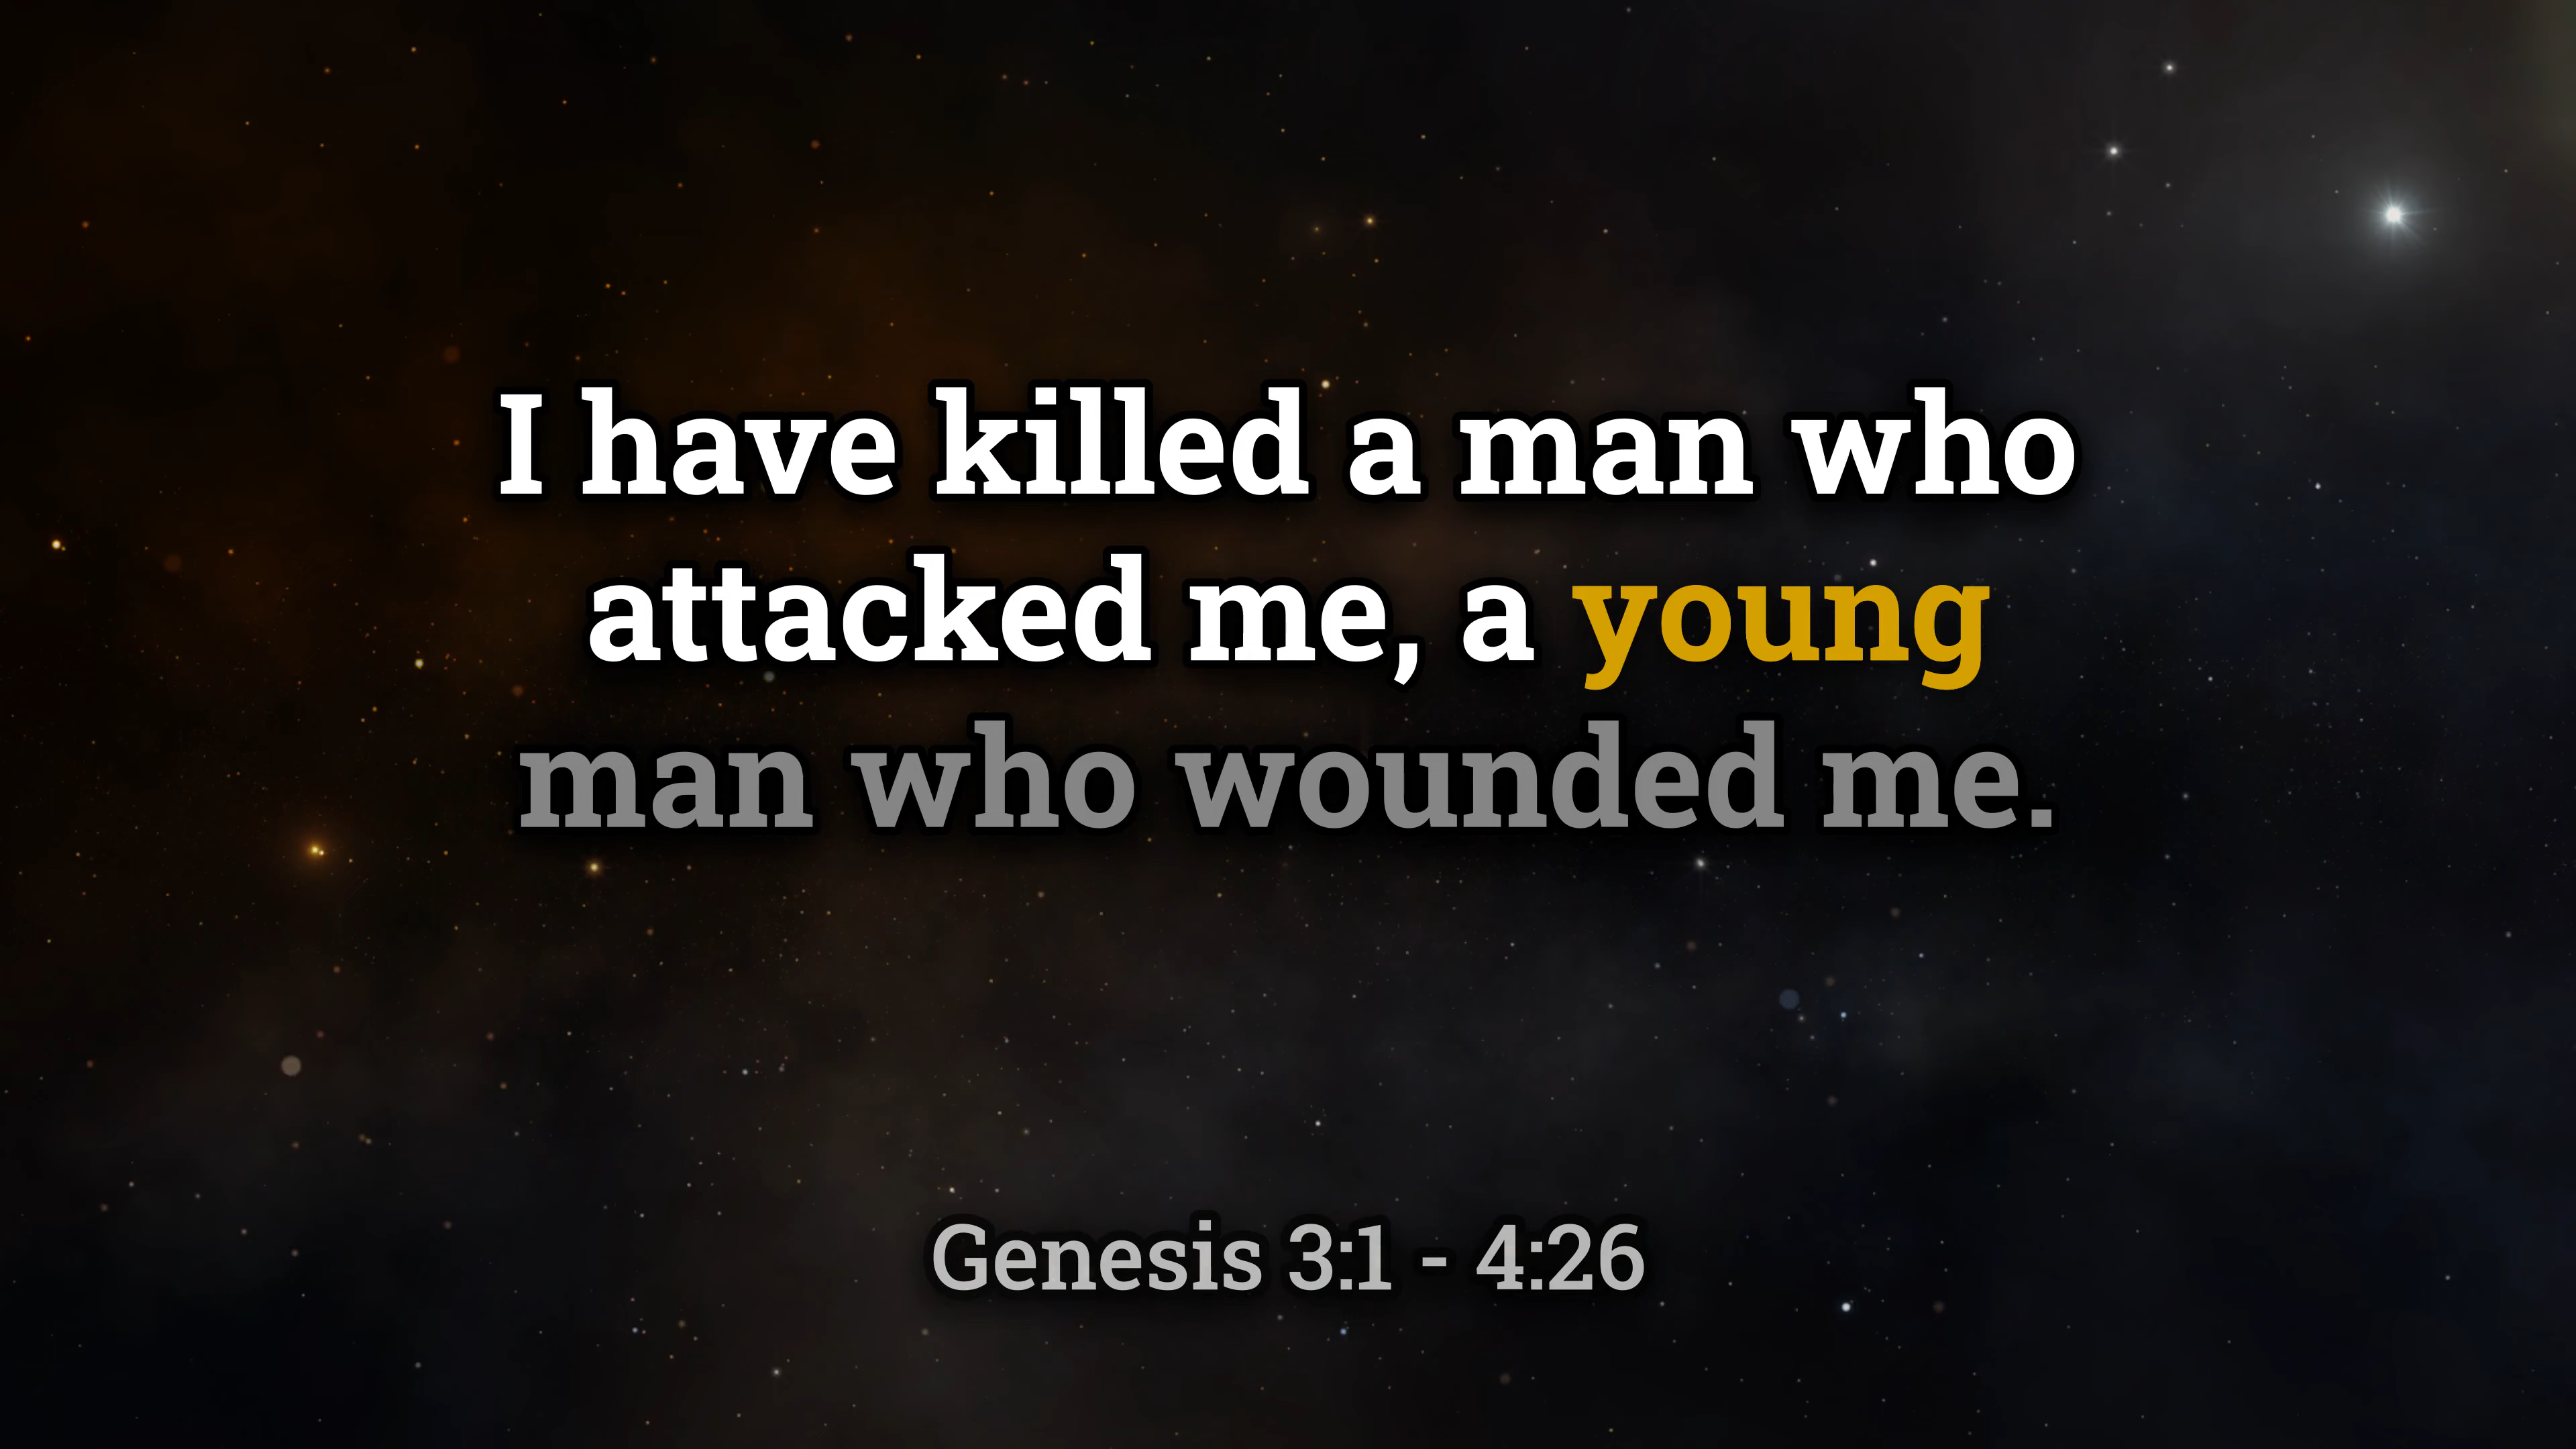 I have killed a man who
attacked me, a young
man who wounded me.
Genesis 3:1 - 4:26